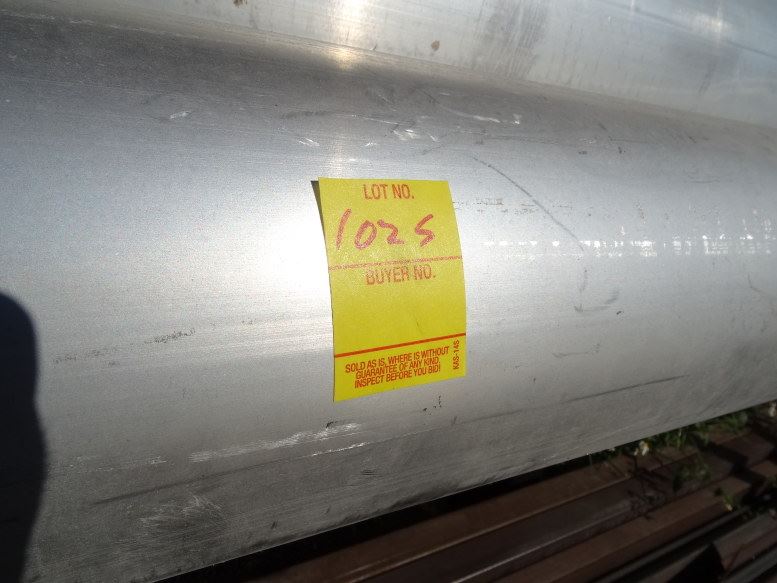 LOT NO.
1025
BUYER NO.
SOLD AS IS, WHERE IS WITHOUT
GUARANTEE OF ANY KIND.
INSPECT BEFORE YOU BID!
KAS-14S